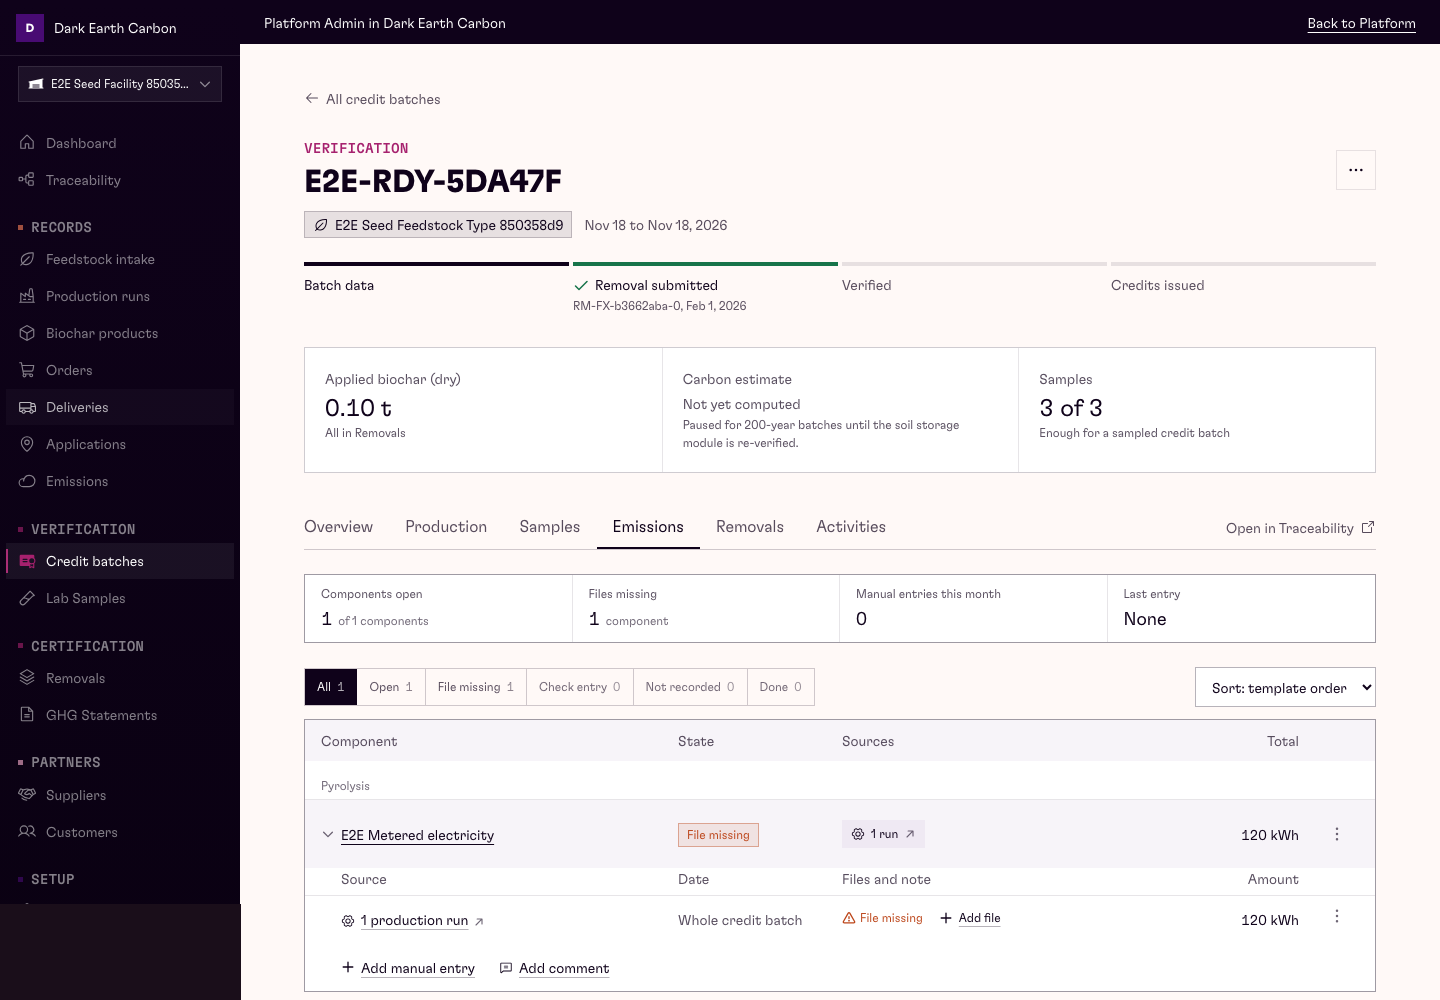 D Dark Earth Carbon
Platform Admin in Dark Earth Carbon
Back to Platform
E2E Seed Facility 85035...
Dashboard
Traceability
RECORDS
Feedstock intake
Production runs
Biochar products
Orders
Deliveries
Applications
Emissions
VERIFICATION
Credit batches
Lab Samples
CERTIFICATION
Removals
GHG Statements
PARTNERS
Suppliers
Customers
SETUP
← All credit batches
VERIFICATION
E2E-RDY-5DA47F
...
E2E Seed Feedstock Type 850358d9 Nov 18 to Nov 18, 2026
Batch data
Removal submitted
RM-FX-b3662aba-0, Feb 1, 2026
Verified
Credits issued
Applied biochar (dry)
0.10 t
All in Removals
Carbon estimate
Not yet computed
Paused for 200-year batches until the soil storage
module is re-verified.
Samples
3 of 3
Enough for a sampled credit batch
Overview Production Samples Emissions Removals Activities Open in Traceability
Components open
1 of 1 components
Files missing
1 component
Manual entries this month
0
Last entry
None
All 1 Open 1 File missing 1 Check entry 0 Not recorded 0 Done 0
Sort: template order
Component State Sources Total
Pyrolysis
E2E Metered electricity File missing 1 run ↗ 120 kWh
Source Date Files and note Amount
1 production run ↗ Whole credit batch File missing + Add file 120 kWh
+ Add manual entry Add comment